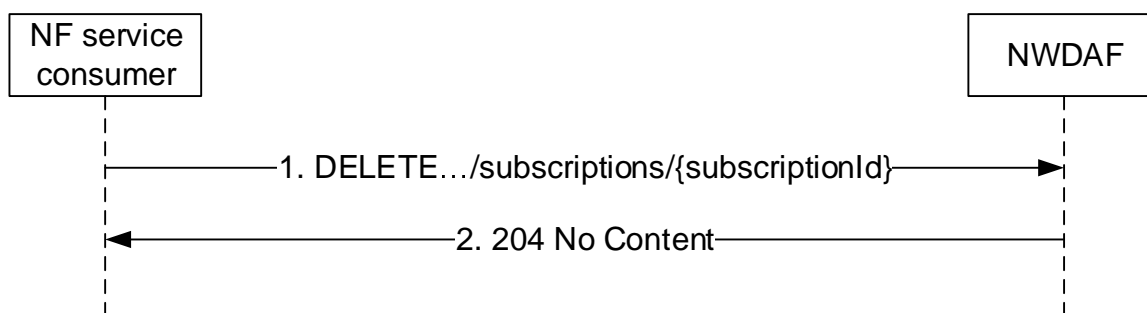 NF service
consumer
NWDAF
1. DELETE…/subscriptions/{subscriptionId}
2. 204 No Content